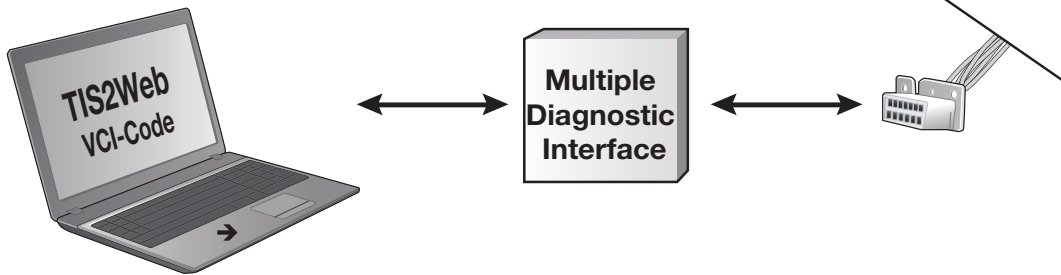 TIS2Web
VCI-Code
Multiple
Diagnostic
Interface